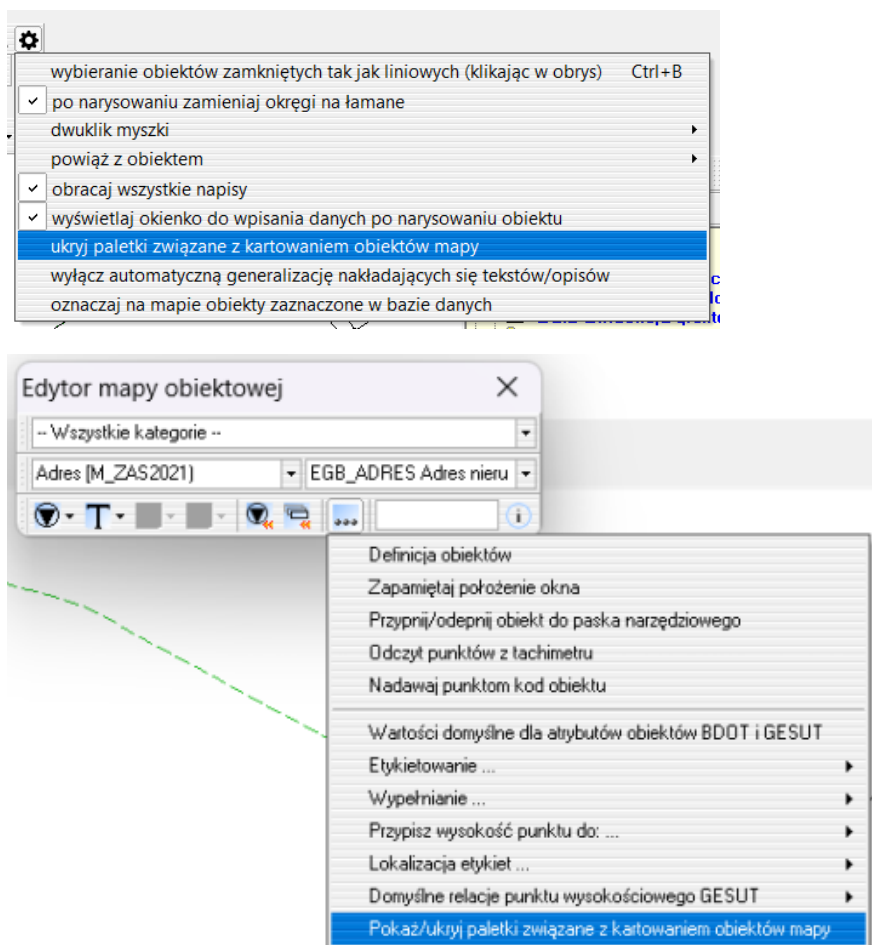 wybieranie obiektów zamkniętych tak jak liniowych (klikając w obrys) Ctrl+B
po narysowaniu zamieniaj okręgi na łamane
dwuklik myszki
powiąż z obiektem
obracaj wszystkie napisy
wyświetlaj okienko do wpisania danych po narysowaniu obiektu
ukryj paletki związane z kartowaniem obiektów mapy
wyłącz automatyczną generalizację nakładających się tekstów/opisów
oznaczaj na mapie obiekty zaznaczone w bazie danych
Edytor mapy obiektowej
-- Wszystkie kategorie --
Adres (M_ZAS2021) EGB_ADRES Adres nieru
Definicja obiektów
Zapamiętaj położenie okna
Przypnij/odepnij obiekt do paska narzędziowego
Odczyt punktów z tachimetru
Nadawaj punktom kod obiektu
Wartości domyślne dla atrybutów obiektów BDOT i GESUT
Etykietowanie ...
Wypełnianie ...
Przypisz wysokość punktu do: ...
Lokalizacja etykiet ...
Domyślne relacje punktu wysokościowego GESUT
Pokaż/ukryj paletki związane z kartowaniem obiektów mapy